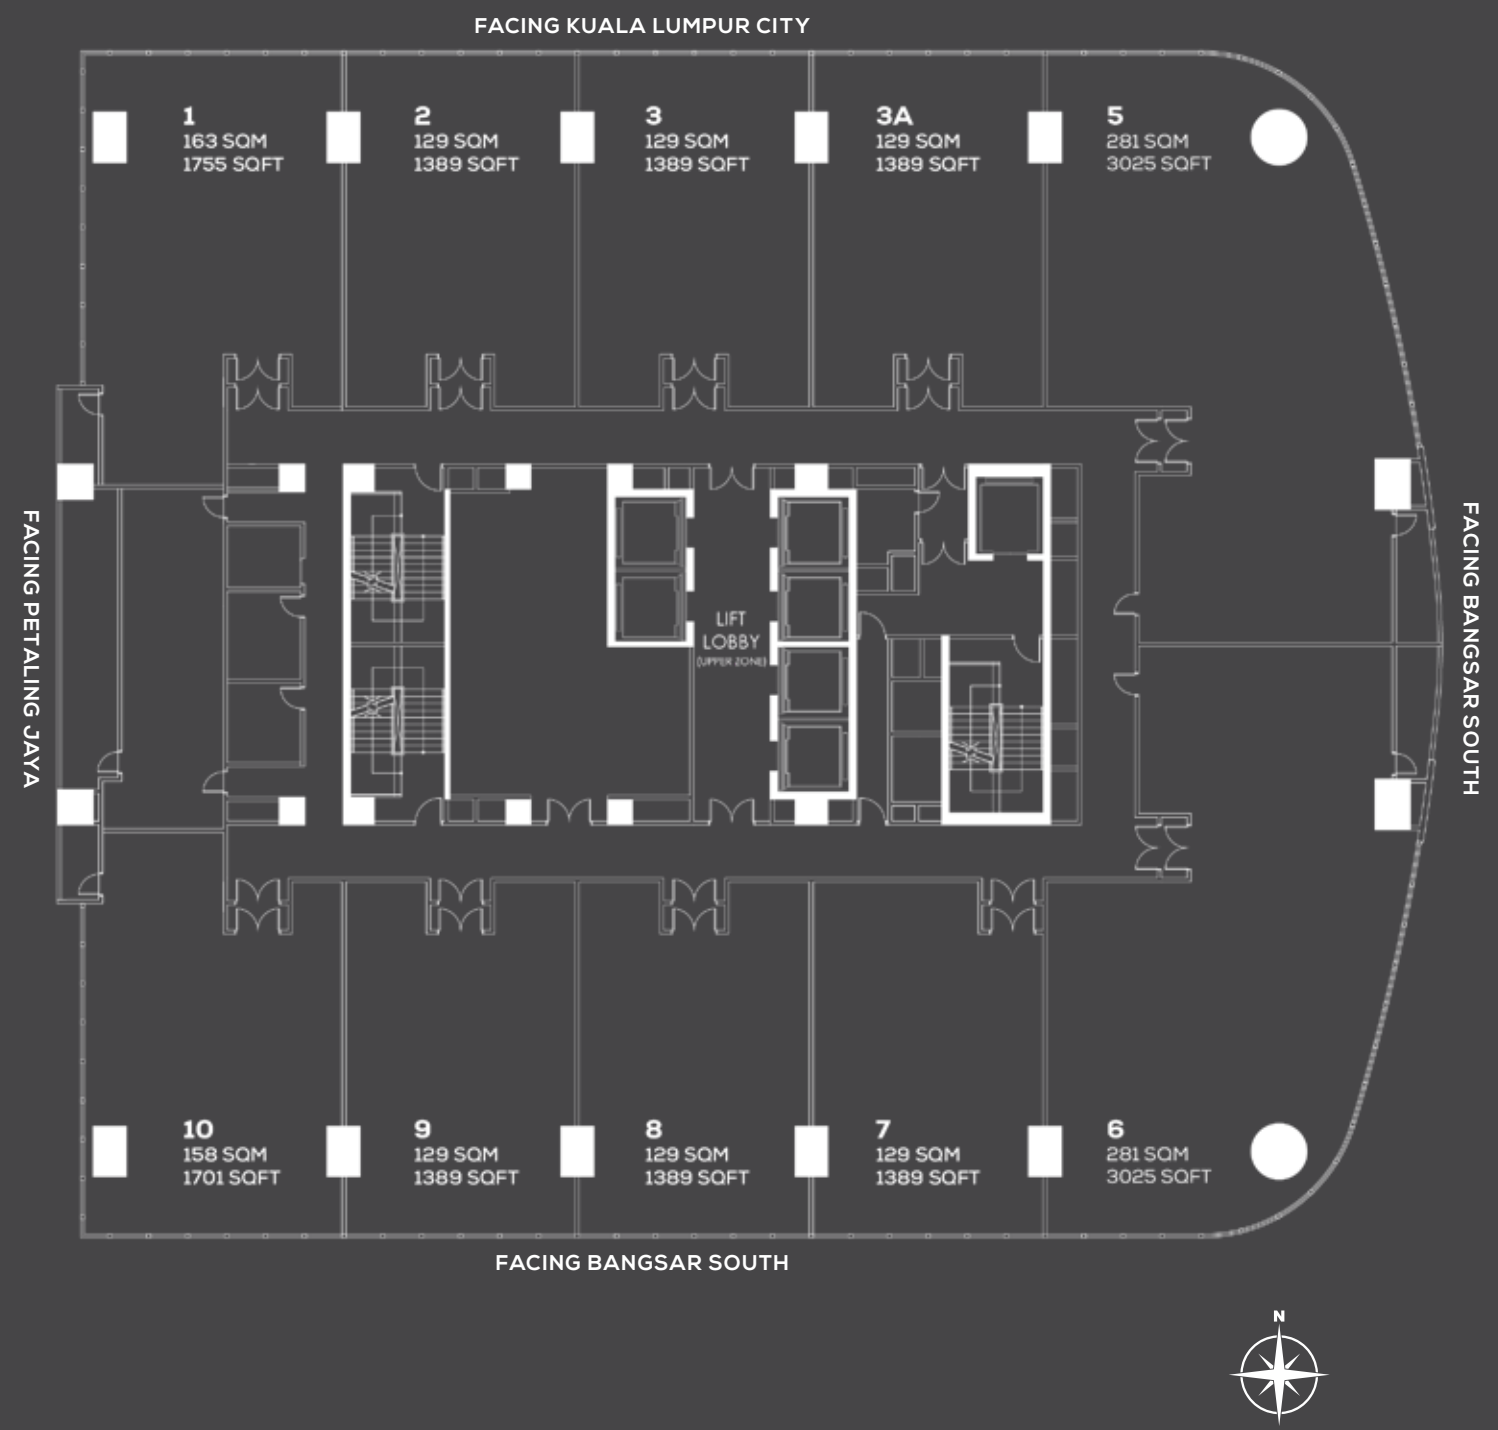 FACING KUALA LUMPUR CITY
1
163 SQM
1755 SQFT
2
129 SQM
1389 SQFT
3
129 SQM
1389 SQFT
3A
129 SQM
1389 SQFT
5
281 SQM
3025 SQFT
FACING PETALING JAYA
LIFT
LOBBY
(UPPER ZONE)
FACING BANGSAR SOUTH
10
158 SQM
1701 SQFT
9
129 SQM
1389 SQFT
8
129 SQM
1389 SQFT
7
129 SQM
1389 SQFT
6
281 SQM
3025 SQFT
FACING BANGSAR SOUTH
N